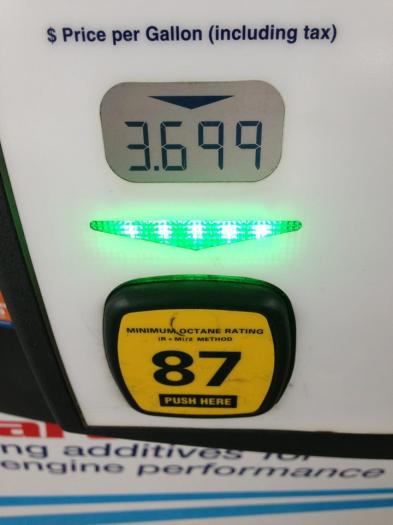 $ Price per Gallon (including tax)
3.699
MINIMUM OCTANE RATING
(R + M)/2 METHOD
87
PUSH HERE
ng additives for
engine performance